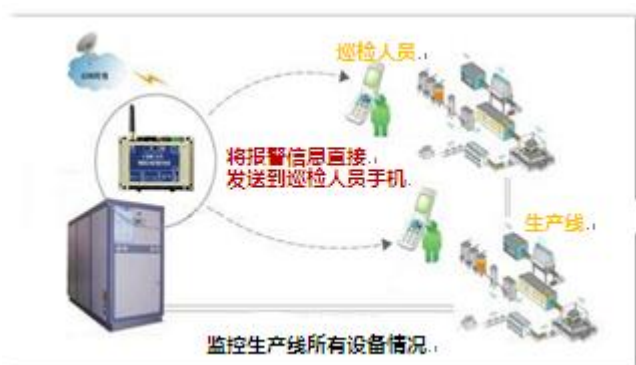 巡检人员
将报警信息直接
发送到巡检人员手机
生产线
监控生产线所有设备情况